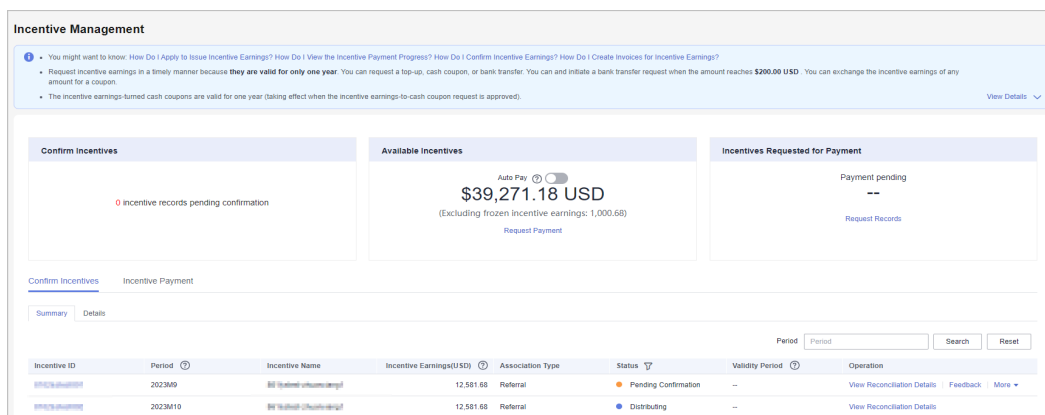 Incentive Management
• You might want to know: How Do I Apply to Issue Incentive Earnings? How Do I View the Incentive Payment Progress? How Do I Confirm Incentive Earnings? How Do I Create Invoices for Incentive Earnings?
• Request incentive earnings in a timely manner because they are valid for only one year. You can request a top-up, cash coupon, or bank transfer. You can and initiate a bank transfer request when the amount reaches $200.00 USD . You can exchange the incentive earnings of any
amount for a coupon.
• The incentive earnings-turned cash coupons are valid for one year (taking effect when the incentive earnings-to-cash coupon request is approved).
View Details
Confirm Incentives
Available Incentives
Incentives Requested for Payment
0 incentive records pending confirmation
Auto Pay
$39,271.18 USD
(Excluding frozen incentive earnings: 1,000.68)
Request Payment
Payment pending
--
Request Records
Confirm Incentives Incentive Payment
Summary Details
Period Period Search Reset
Incentive ID Period Incentive Name Incentive Earnings(USD) Association Type Status Validity Period Operation
2023M9 12,581.68 Referral Pending Confirmation -- View Reconciliation Details Feedback More
2023M10 12,581.68 Referral Distributing -- View Reconciliation Details